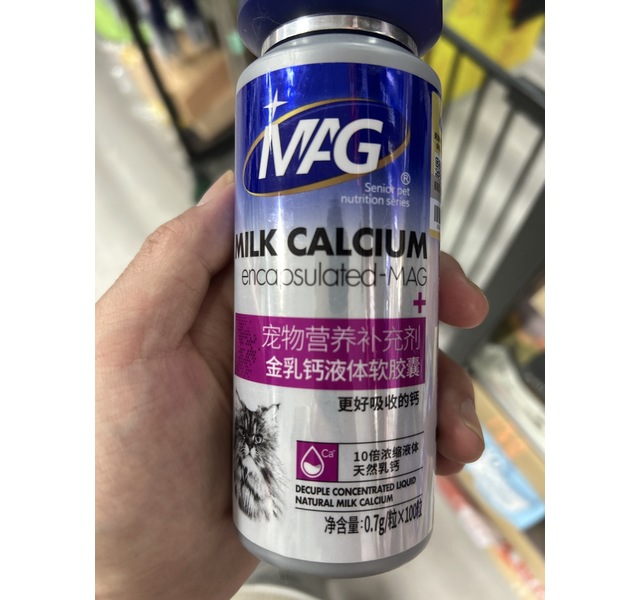 MAG
®
Senior pet
nutrition series
MILK CALCIUM
encapsulated-MAG
+
宠物营养补充剂
金乳钙液体软胶囊
更好吸收的钙
Ca+
10倍浓缩液体
天然乳钙
DECUPLE CONCENTRATED LIQUID
NATURAL MILK CALCIUM
净含量:0.7g/粒×100粒